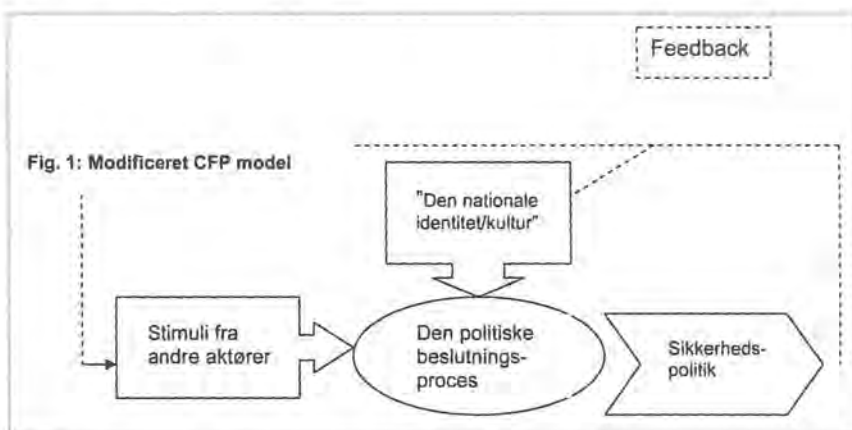 Feedback
Fig. 1: Modificeret CFP model
"Den nationale
identitet/kultur"
Stimuli fra
andre aktører
Den politiske
beslutnings-
proces
Sikkerheds-
politik